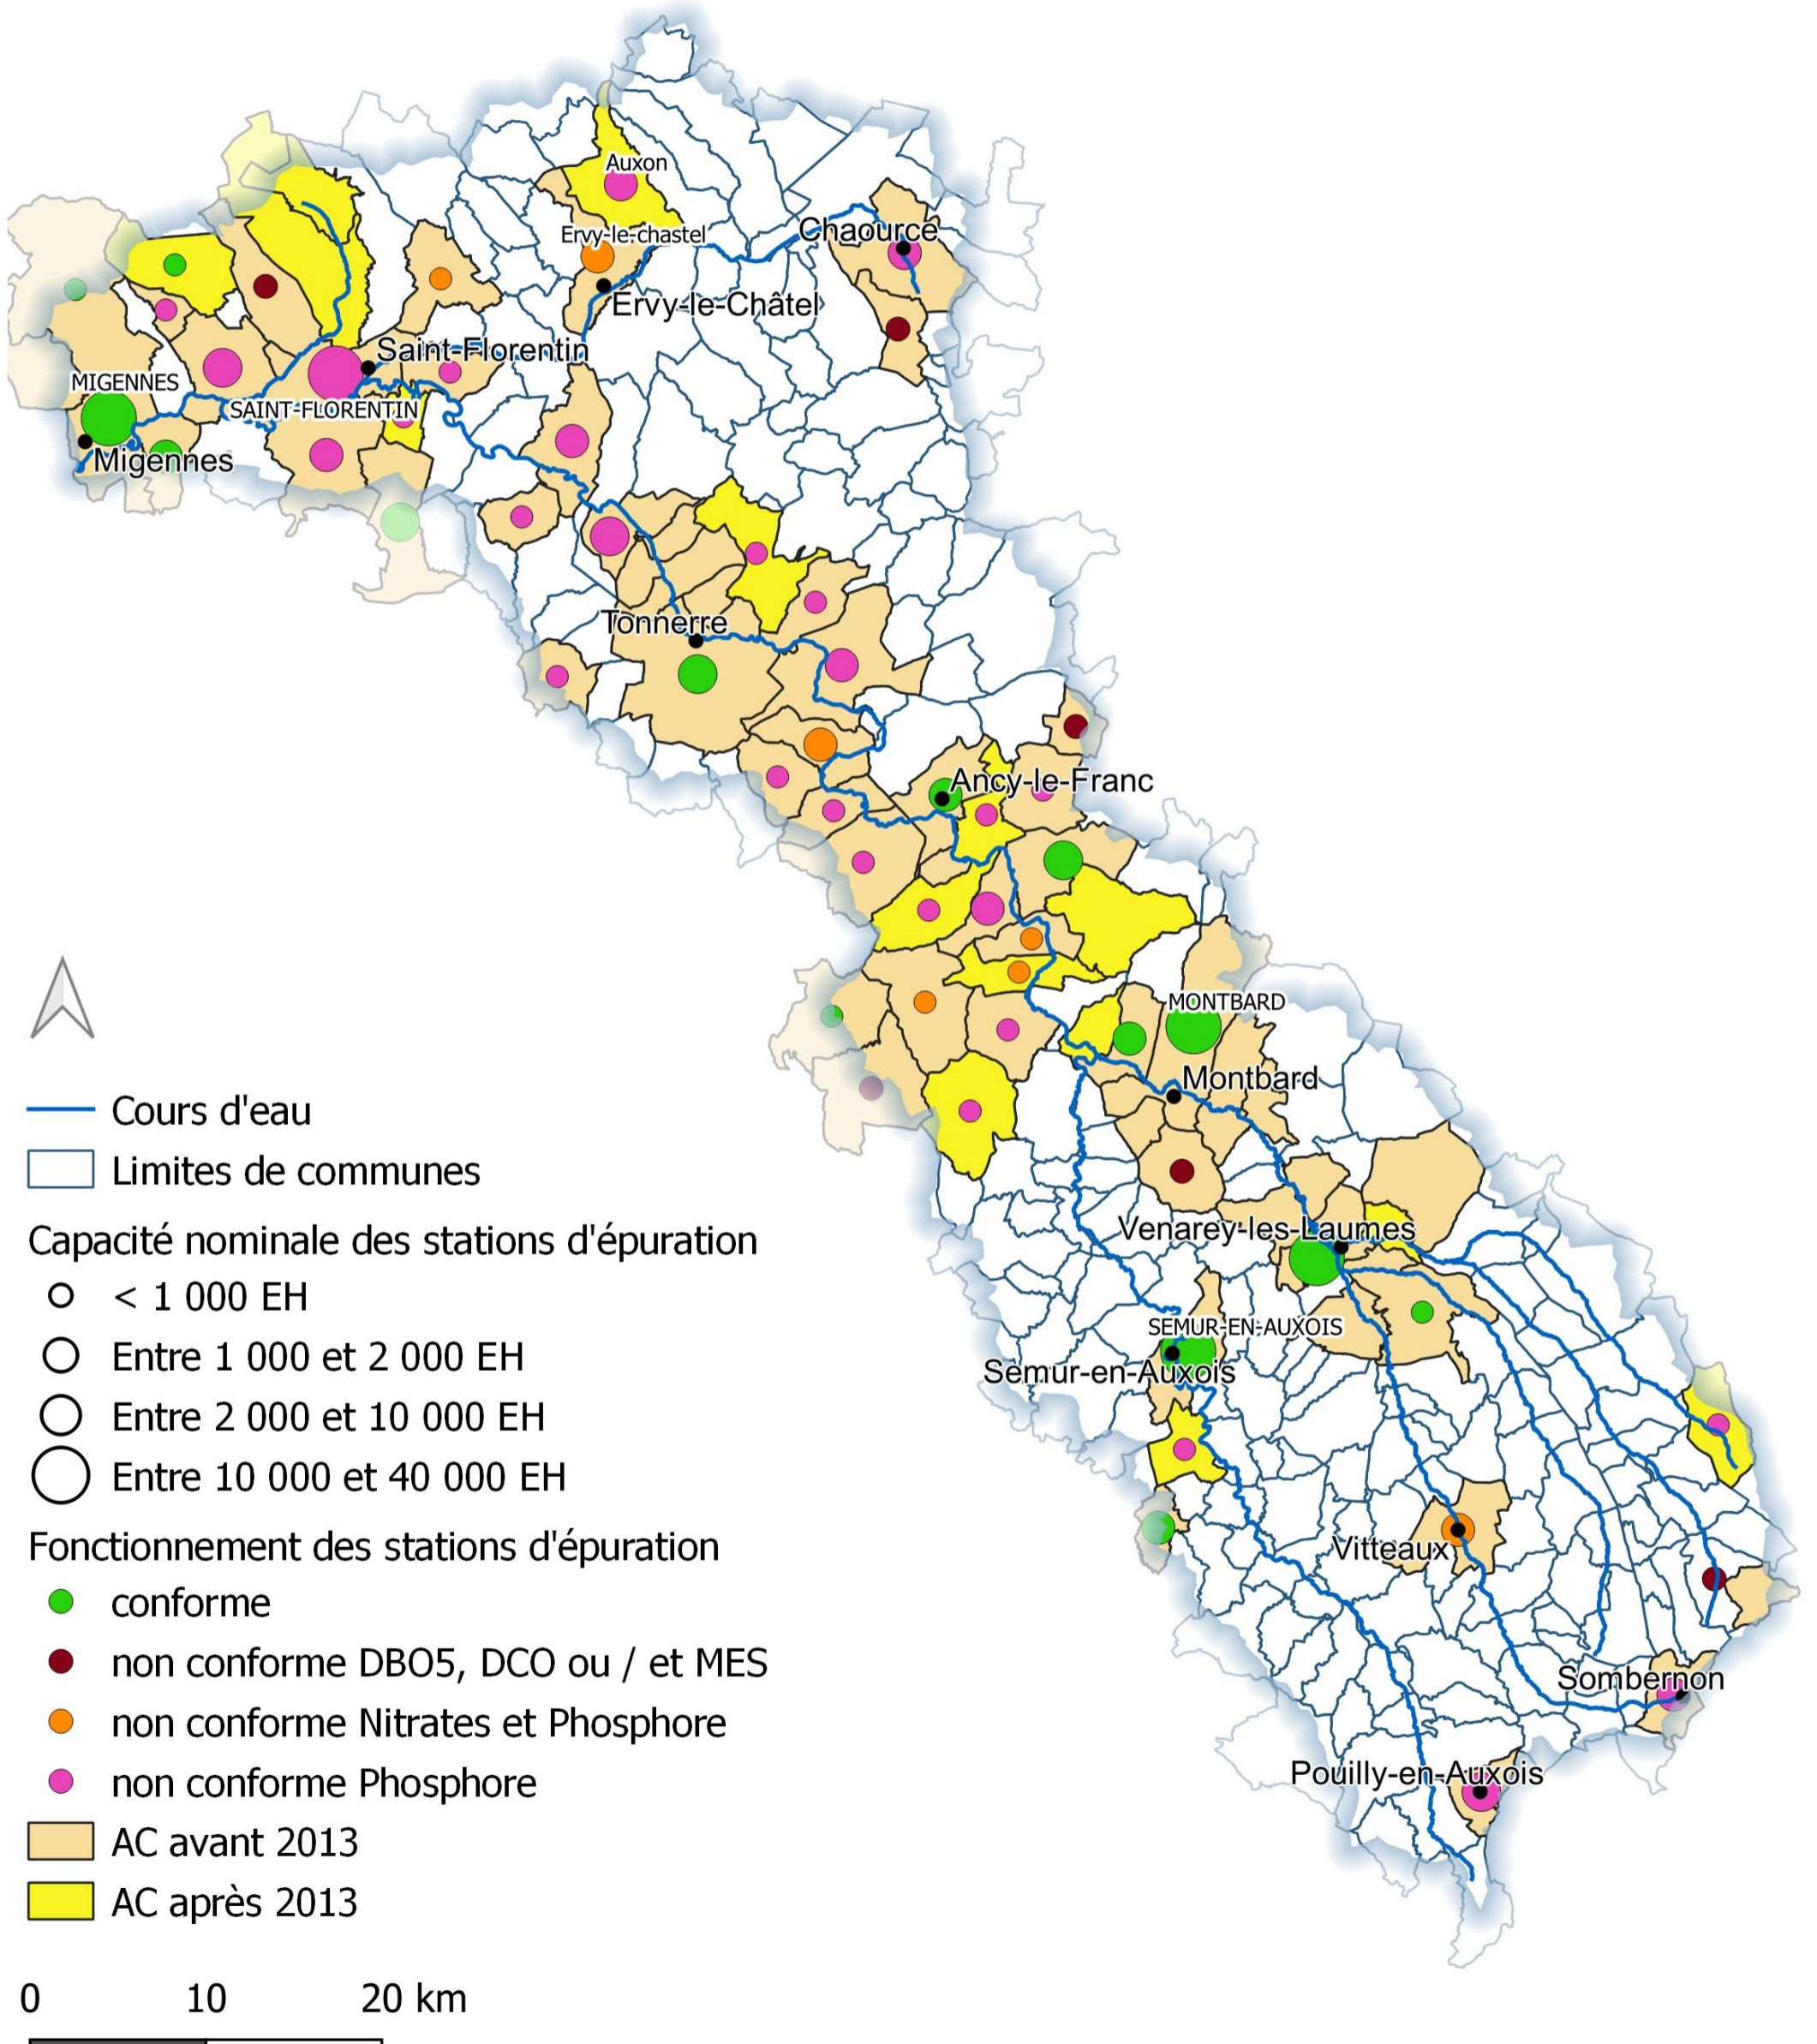 Auxon
Ervy-le-chastel
Chaource
Ervy-le-Châtel
Saint-Florentin
MIGENNES
SAINT-FLORENTIN
Migennes
Tonnerre
Ancy-le-Franc
MONTBARD
Montbard
Venarey-les-Laumes
SEMUR-EN-AUXOIS
Semur-en-Auxois
Vitteaux
Sombernon
Pouilly-en-Auxois
Cours d'eau
Limites de communes
Capacité nominale des stations d'épuration
< 1 000 EH
Entre 1 000 et 2 000 EH
Entre 2 000 et 10 000 EH
Entre 10 000 et 40 000 EH
Fonctionnement des stations d'épuration
conforme
non conforme DBO5, DCO ou / et MES
non conforme Nitrates et Phosphore
non conforme Phosphore
AC avant 2013
AC après 2013
0 10 20 km